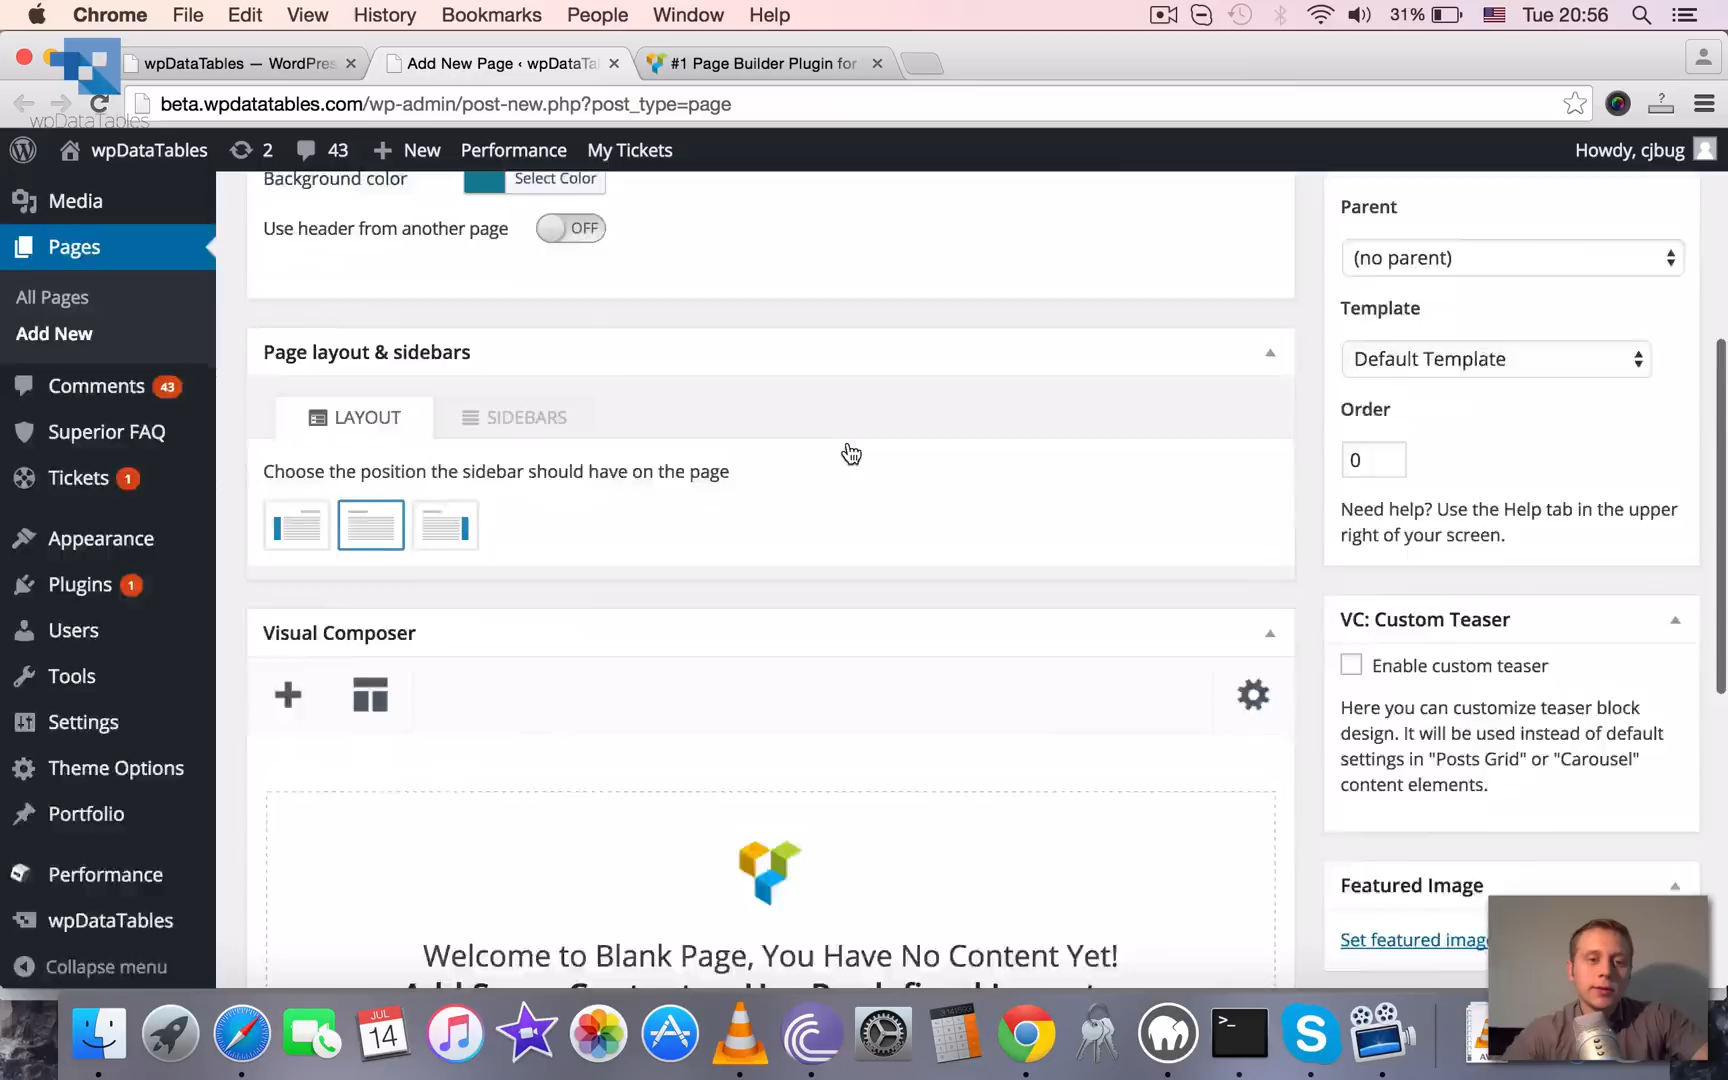 Chrome File Edit View History Bookmarks People Window Help 31% Tue 20:56
wpDataTables — WordPres
Add New Page ‹ wpDataTa
#1 Page Builder Plugin for
beta.wpdatatables.com/wp-admin/post-new.php?post_type=page
wpDataTables
wpDataTables 2 43 New Performance My Tickets Howdy, cjbug
Media
Pages
All Pages
Add New
Comments 43
Superior FAQ
Tickets 1
Appearance
Plugins 1
Users
Tools
Settings
Theme Options
Portfolio
Performance
wpDataTables
Collapse menu
Background color Select Color
Use header from another page OFF
Page layout & sidebars
LAYOUT SIDEBARS
Choose the position the sidebar should have on the page
Visual Composer
Welcome to Blank Page, You Have No Content Yet!
Parent
(no parent)
Template
Default Template
Order
0
Need help? Use the Help tab in the upper
right of your screen.
VC: Custom Teaser
Enable custom teaser
Here you can customize teaser block
design. It will be used instead of default
settings in "Posts Grid" or "Carousel"
content elements.
Featured Image
Set featured image
JUL
14